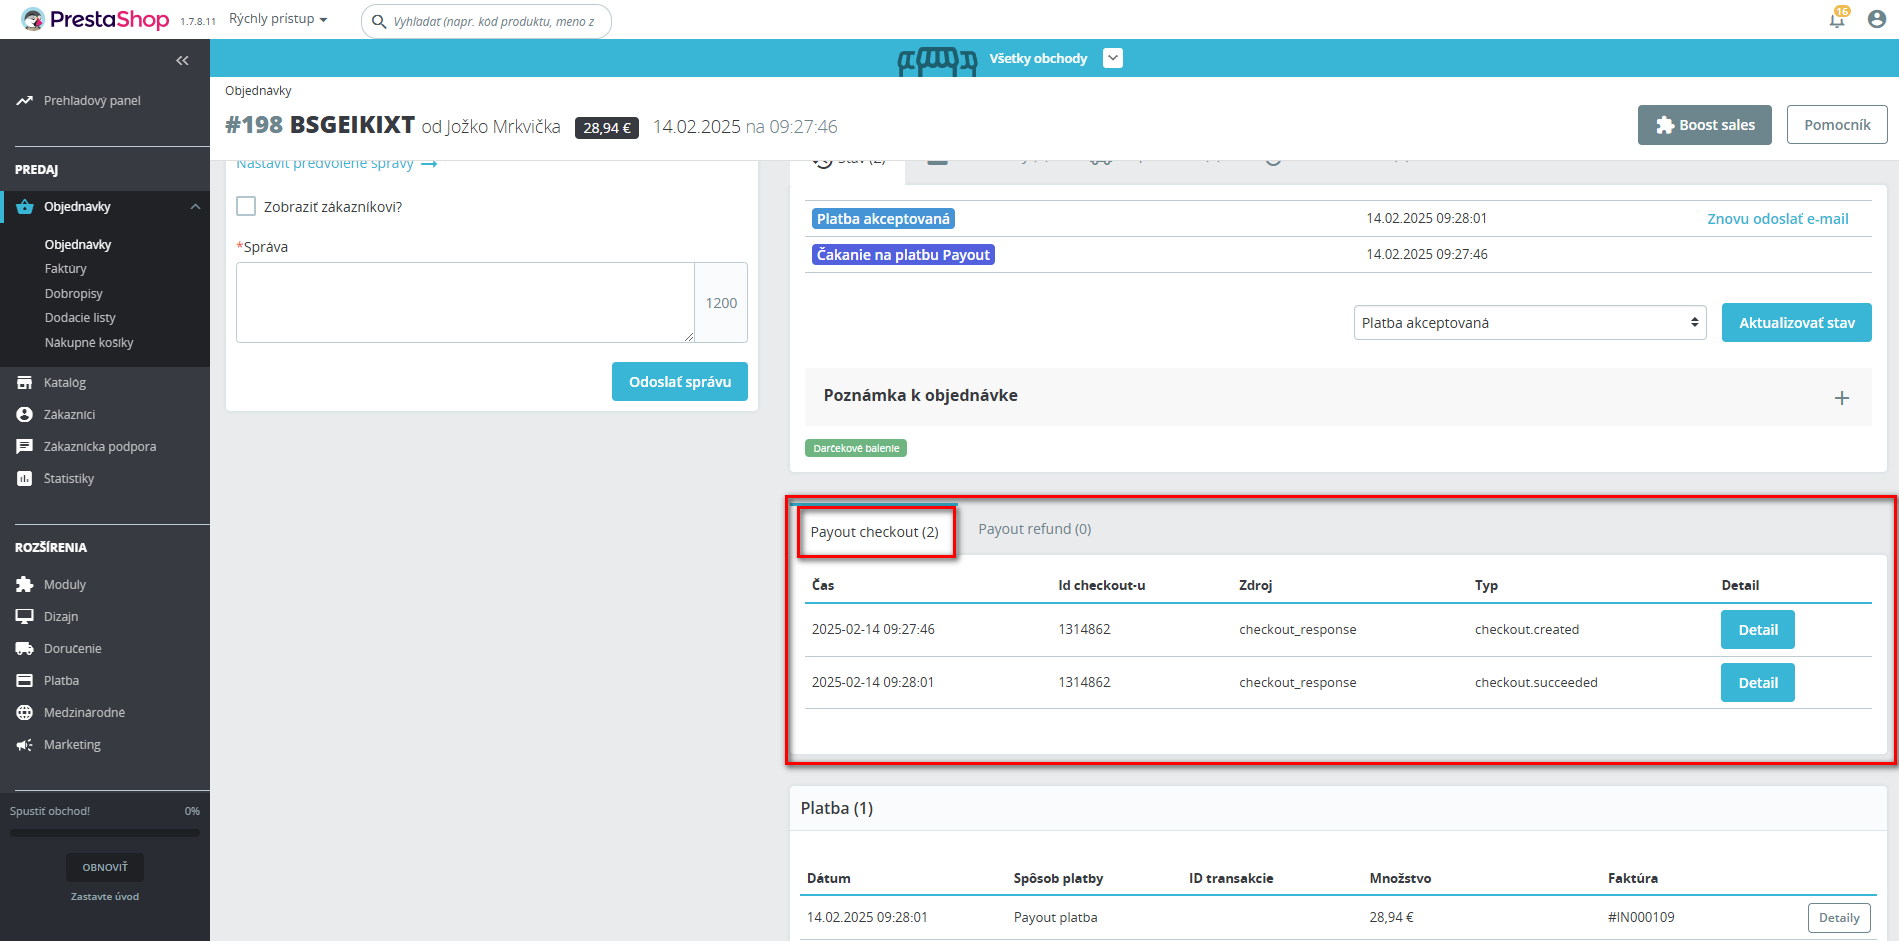 PrestaShop 1.7.8.11 Rýchly prístup
Vyhľadať (napr. kód produktu, meno z
16
Všetky obchody
Prehľadový panel
PREDAJ
Objednávky
Objednávky
Faktúry
Dobropisy
Dodacie listy
Nákupné košíky
Katalóg
Zákazníci
Zákaznícka podpora
Štatistiky
ROZŠÍRENIA
Moduly
Dizajn
Doručenie
Platba
Medzinárodné
Marketing
Spustiť obchod! 0%
OBNOVIŤ
Zastavte úvod
Objednávky
#198 BSGEIKIXT od Jožko Mrkvička 28,94 € 14.02.2025 na 09:27:46
Boost sales
Pomocník
Nastaviť predvolené správy
Zobraziť zákazníkovi?
*Správa
1200
Odoslať správu
Stav (2)
Platba akceptovaná 14.02.2025 09:28:01 Znovu odoslať e-mail
Čakanie na platbu Payout 14.02.2025 09:27:46
Platba akceptovaná
Aktualizovať stav
Poznámka k objednávke
Darčekové balenie
Payout checkout (2) Payout refund (0)
Čas Id checkout-u Zdroj Typ Detail
2025-02-14 09:27:46 1314862 checkout_response checkout.created Detail
2025-02-14 09:28:01 1314862 checkout_response checkout.succeeded Detail
Platba (1)
Dátum Spôsob platby ID transakcie Množstvo Faktúra
14.02.2025 09:28:01 Payout platba 28,94 € #IN000109 Detaily